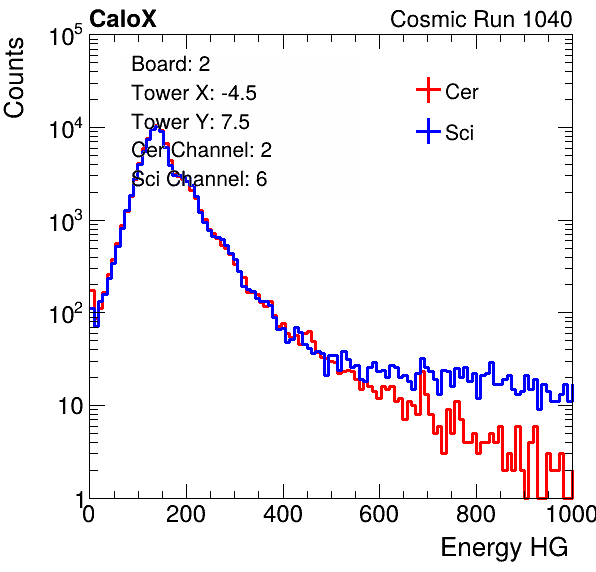 CaloX Cosmic Run 1040
Counts
Board: 2
Tower X: -4.5
Tower Y: 7.5
Cer Channel: 2
Sci Channel: 6
Cer
Sci
10^5
10^4
10^3
10^2
10
1
0 200 400 600 800 1000
Energy HG